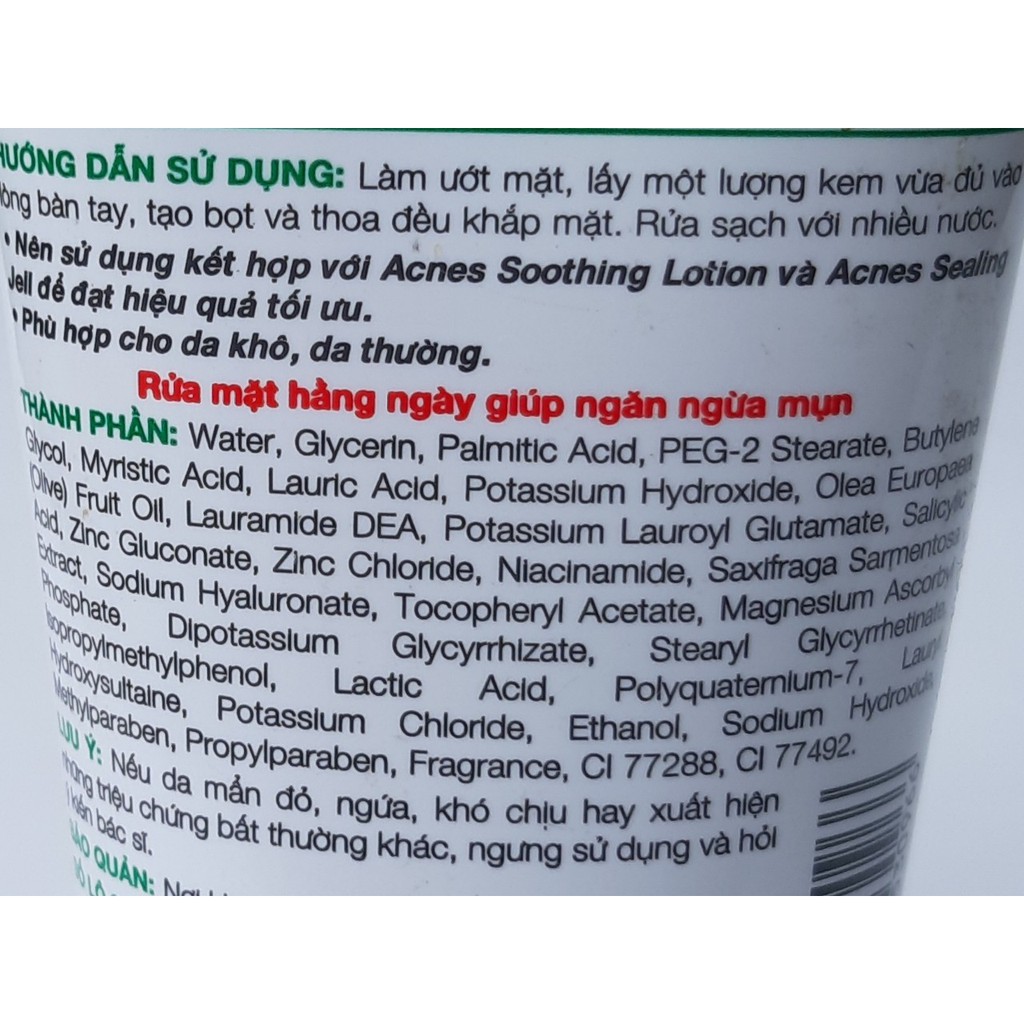 HƯỚNG DẪN SỬ DỤNG: Làm ướt mặt, lấy một lượng kem vừa đủ vào
lòng bàn tay, tạo bọt và thoa đều khắp mặt. Rửa sạch với nhiều nước.
• Nên sử dụng kết hợp với Acnes Soothing Lotion và Acnes Sealing
Jell để đạt hiệu quả tối ưu.
• Phù hợp cho da khô, da thường.
Rửa mặt hằng ngày giúp ngăn ngừa mụn
THÀNH PHẦN: Water, Glycerin, Palmitic Acid, PEG-2 Stearate, Butylene
Glycol, Myristic Acid, Lauric Acid, Potassium Hydroxide, Olea Europaea
(Olive) Fruit Oil, Lauramide DEA, Potassium Lauroyl Glutamate, Salicylic
Acid, Zinc Gluconate, Zinc Chloride, Niacinamide, Saxifraga Sarmentosa
Extract, Sodium Hyaluronate, Tocopheryl Acetate, Magnesium Ascorbyl
Phosphate, Dipotassium Glycyrrhizate, Stearyl Glycyrrhetinate,
Isopropylmethylphenol, Lactic Acid, Polyquaternium-7, Lauryl
Hydroxysultaine, Potassium Chloride, Ethanol, Sodium Hydroxide,
Methylparaben, Propylparaben, Fragrance, CI 77288, CI 77492.
LƯU Ý: Nếu da mẩn đỏ, ngứa, khó chịu hay xuất hiện
những triệu chứng bất thường khác, ngưng sử dụng và hỏi
ý kiến bác sĩ.
BẢO QUẢN: